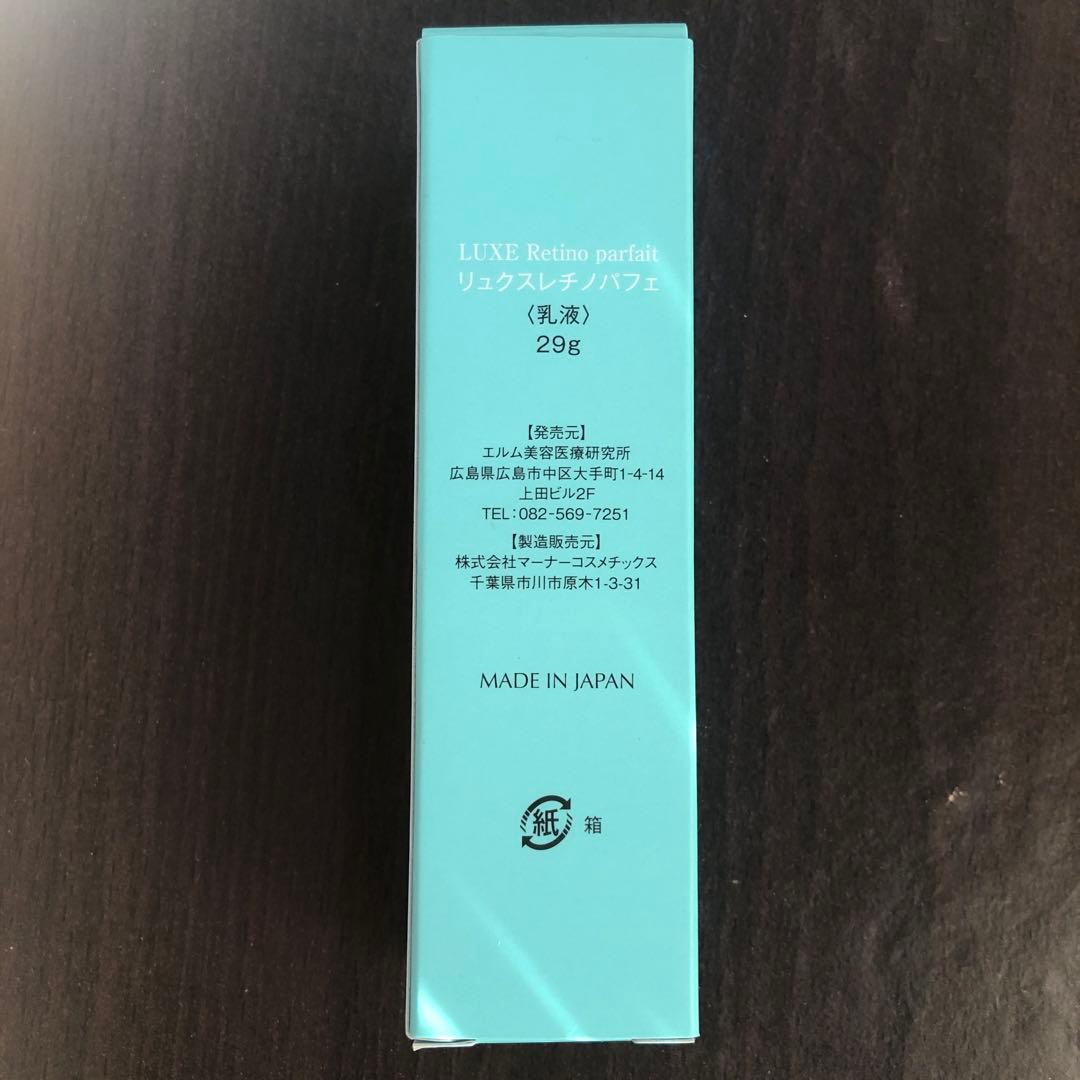 LUXE Retino parfait
リュクスレチノパフェ
〈乳液〉
29g
【発売元】
エルム美容医療研究所
広島県広島市中区大手町1-4-14
上田ビル2F
TEL:082-569-7251
【製造販売元】
株式会社マーナーコスメチックス
千葉県市川市原木1-3-31
MADE IN JAPAN
紙 箱